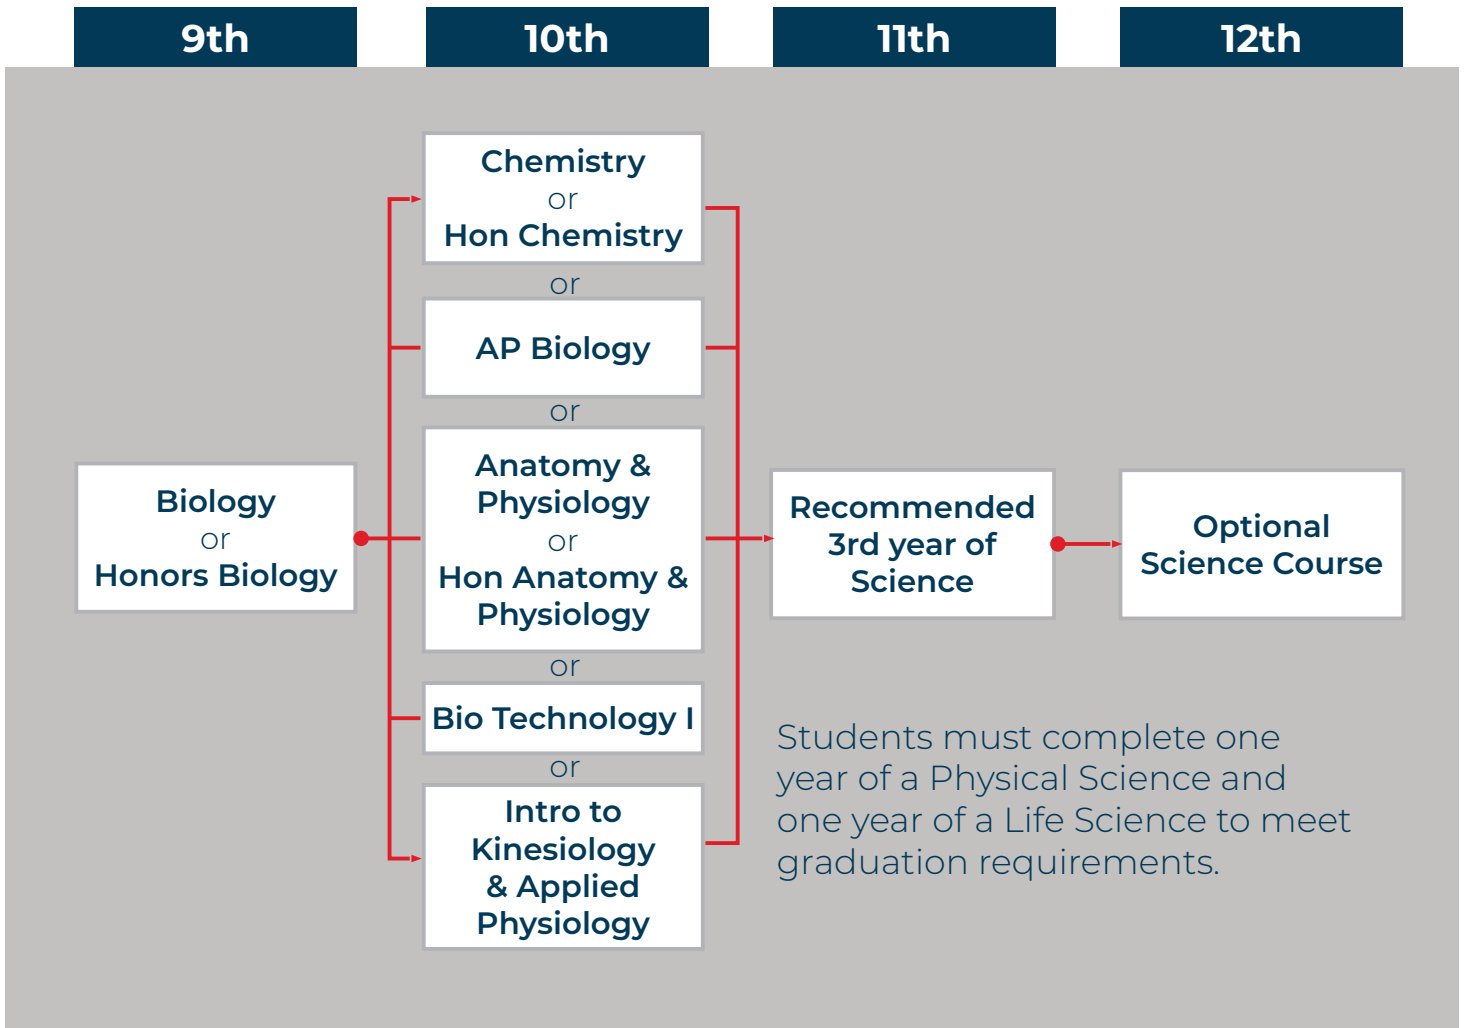 9th
10th
11th
12th
Biology
or
Honors Biology
Chemistry
or
Hon Chemistry
or
AP Biology
or
Anatomy &
Physiology
or
Hon Anatomy &
Physiology
or
Bio Technology I
or
Intro to
Kinesiology
& Applied
Physiology
Recommended
3rd year of
Science
Optional
Science Course
Students must complete one
year of a Physical Science and
one year of a Life Science to meet
graduation requirements.